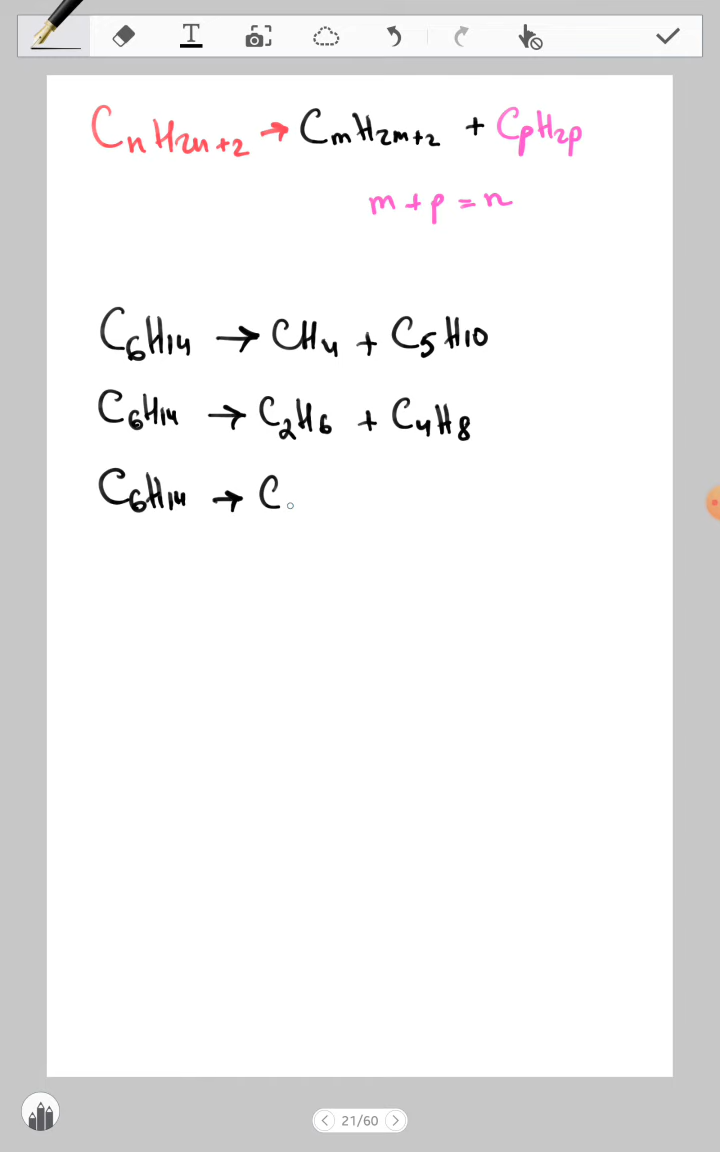 T
CnH2n+2 → CmH2m+2 + CpH2p
m + p = n
C6H14 → CH4 + C5H10
C6H14 → C2H6 + C4H8
C6H14 → C
21/60